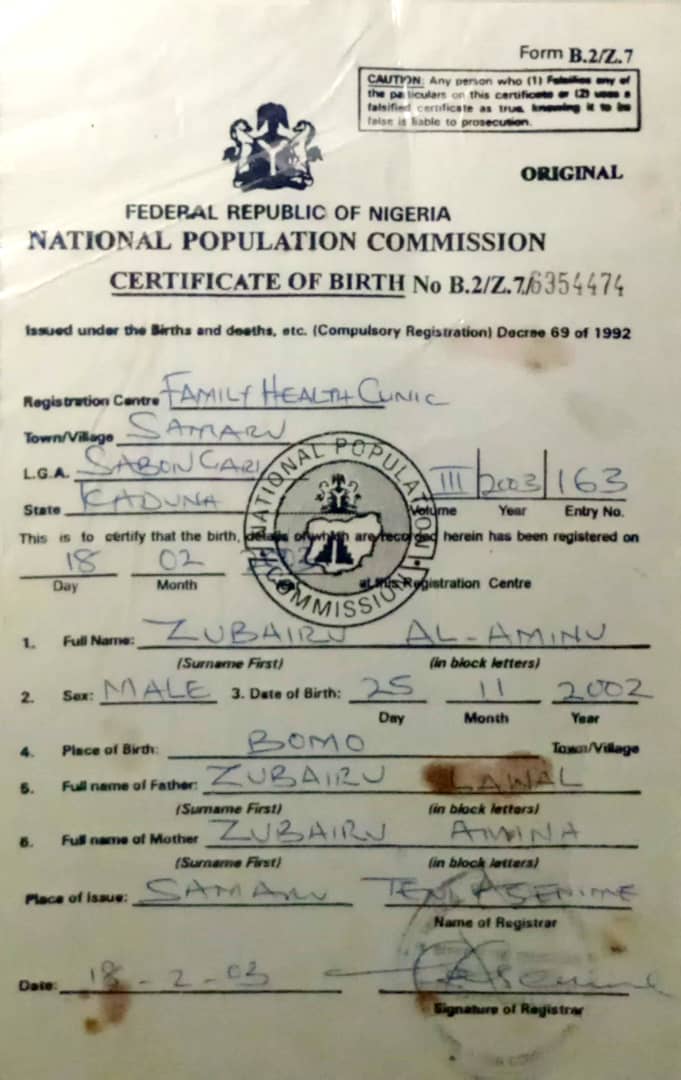 Form B.2/Z.7
CAUTION: Any person who (1) Falsifies any of
the particulars on this certificate or (2) uses a
falsified certificate as true, knowing it to be
false is liable to prosecution.
ORIGINAL
FEDERAL REPUBLIC OF NIGERIA
NATIONAL POPULATION COMMISSION
CERTIFICATE OF BIRTH No B.2/Z.7/6354474
Issued under the Births and deaths, etc. (Compulsory Registration) Decree 69 of 1992
Registration Centre FAMILY HEALTH CLINIC
Town/Village SAMARU
L.G.A. SABON GARI
III 2003 163
State KADUNA
Volume Year Entry No.
This is to certify that the birth, details of which are recorded herein has been registered on
18 02
Day Month Year at this Registration Centre
NATIONAL POPULATION COMMISSION
1. Full Name: ZUBAIRU AL-AMINU
(Surname First) (in block letters)
2. Sex: MALE 3. Date of Birth: 25 11 2002
Day Month Year
4. Place of Birth: BOMO Town/Village
5. Full name of Father: ZUBAIRU LAWAL
(Surname First) (in block letters)
6. Full name of Mother ZUBAIRU AMINA
(Surname First) (in block letters)
Place of Issue: SAMARU
Name of Registrar
Date: 18-2-03
Signature of Registrar